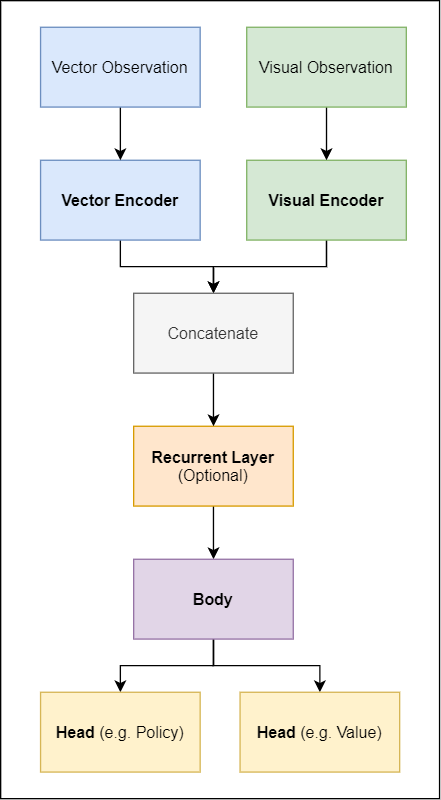 Vector Observation
Visual Observation
Vector Encoder
Visual Encoder
Concatenate
Recurrent Layer
(Optional)
Body
Head (e.g. Policy)
Head (e.g. Value)